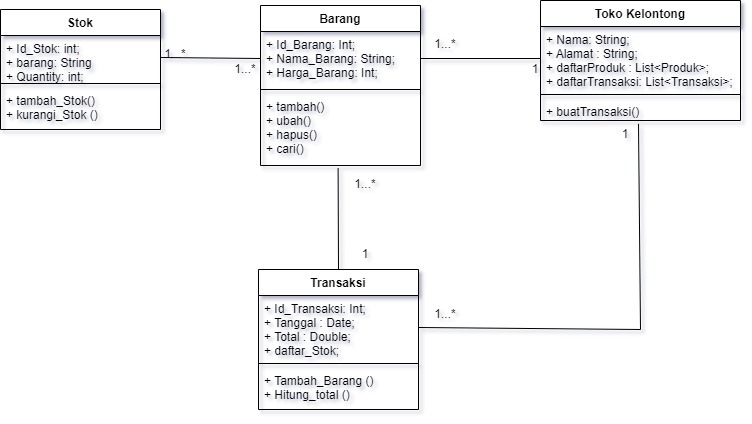 Stok
+ Id_Stok: int;
+ barang: String
+ Quantity: int;
+ tambah_Stok()
+ kurangi_Stok ()
1...*
1...*
Barang
+ Id_Barang: Int;
+ Nama_Barang: String;
+ Harga_Barang: Int;
+ tambah()
+ ubah()
+ hapus()
+ cari()
1...*
1
Toko Kelontong
+ Nama: String;
+ Alamat : String;
+ daftarProduk : List<Produk>;
+ daftarTransaksi: List<Transaksi>;
+ buatTransaksi()
1
1...*
1
Transaksi
+ Id_Transaksi: Int;
+ Tanggal : Date;
+ Total : Double;
+ daftar_Stok;
+ Tambah_Barang ()
+ Hitung_total ()
1...*